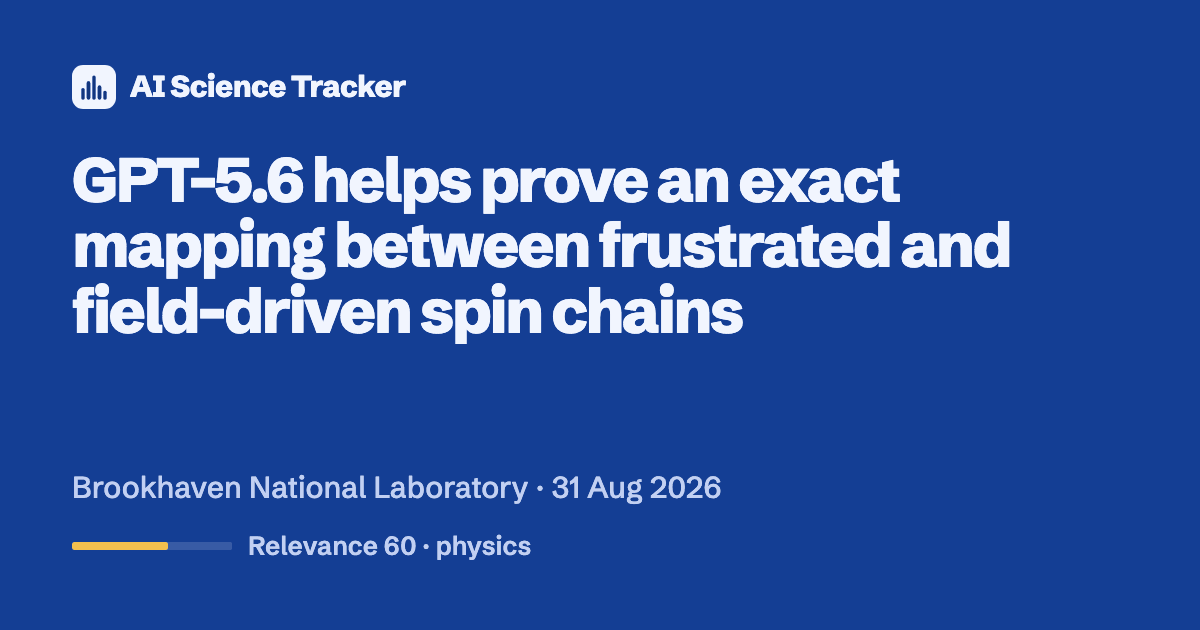 AI Science Tracker
GPT-5.6 helps prove an exact
mapping between frustrated and
field-driven spin chains
Brookhaven National Laboratory · 31 Aug 2026
Relevance 60 · physics